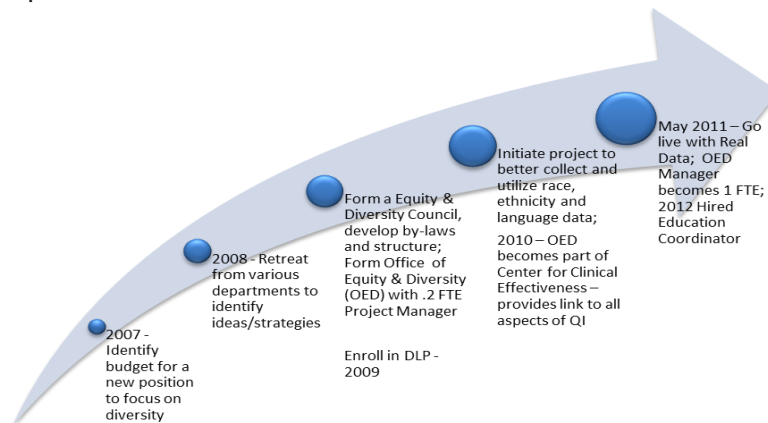 2007 -
Identify
budget for a
new position
to focus on
diversity
2008 - Retreat
from various
departments to
identify
ideas/strategies
Form a Equity &
Diversity Council,
develop by-laws
and structure;
Form Office of
Equity & Diversity
(OED) with .2 FTE
Project Manager
Enroll in DLP -
2009
Initiate project to
better collect and
utilize race,
ethnicity and
language data;
2010 – OED
becomes part of
Center for Clinical
Effectiveness –
provides link to all
aspects of QI
May 2011 – Go
live with Real
Data; OED
Manager
becomes 1 FTE;
2012 Hired
Education
Coordinator